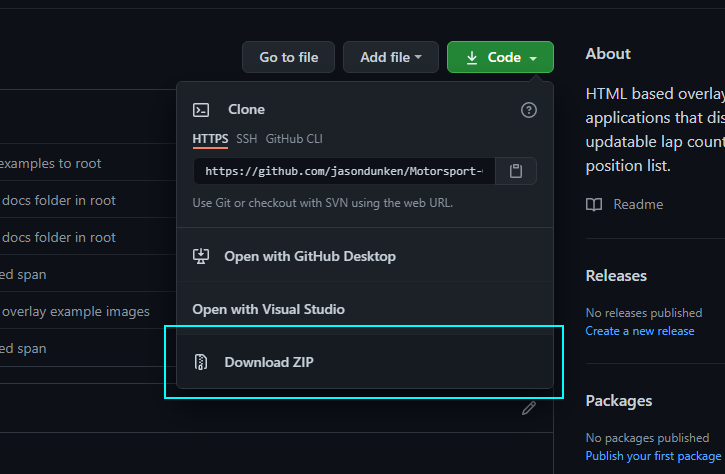 Go to file
Add file
Code
About
HTML based overlay
applications that dis
updatable lap count
position list.
Readme
Releases
No releases published
Create a new release
Packages
No packages published
Publish your first package
examples to root
docs folder in root
docs folder in root
ed span
overlay example images
ed span
Clone
HTTPS SSH GitHub CLI
https://github.com/jasondunken/Motorsport-
Use Git or checkout with SVN using the web URL.
Open with GitHub Desktop
Open with Visual Studio
Download ZIP